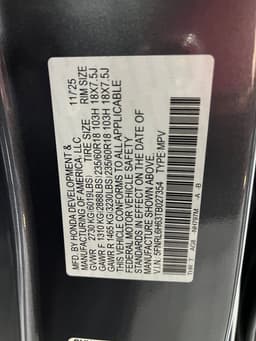 MFD. BY HONDA DEVELOPMENT & 11/25
MANUFACTURING OF AMERICA, LLC
GVWR 2730 KG(6019LBS) TIRE SIZE RIM SIZE
GAWR F 1310 KG(2888LBS)235/60R18 103H 18X7.5J
GAWR R 1465 KG(3230LBS)235/60R18 103H 18X7.5J
THIS VEHICLE CONFORMS TO ALL APPLICABLE
FEDERAL MOTOR VEHICLE SAFETY
STANDARDS IN EFFECT ON THE DATE OF
MANUFACTURE SHOWN ABOVE.
V.I. 5FNRL6H63TB027354 TYPE:MPV